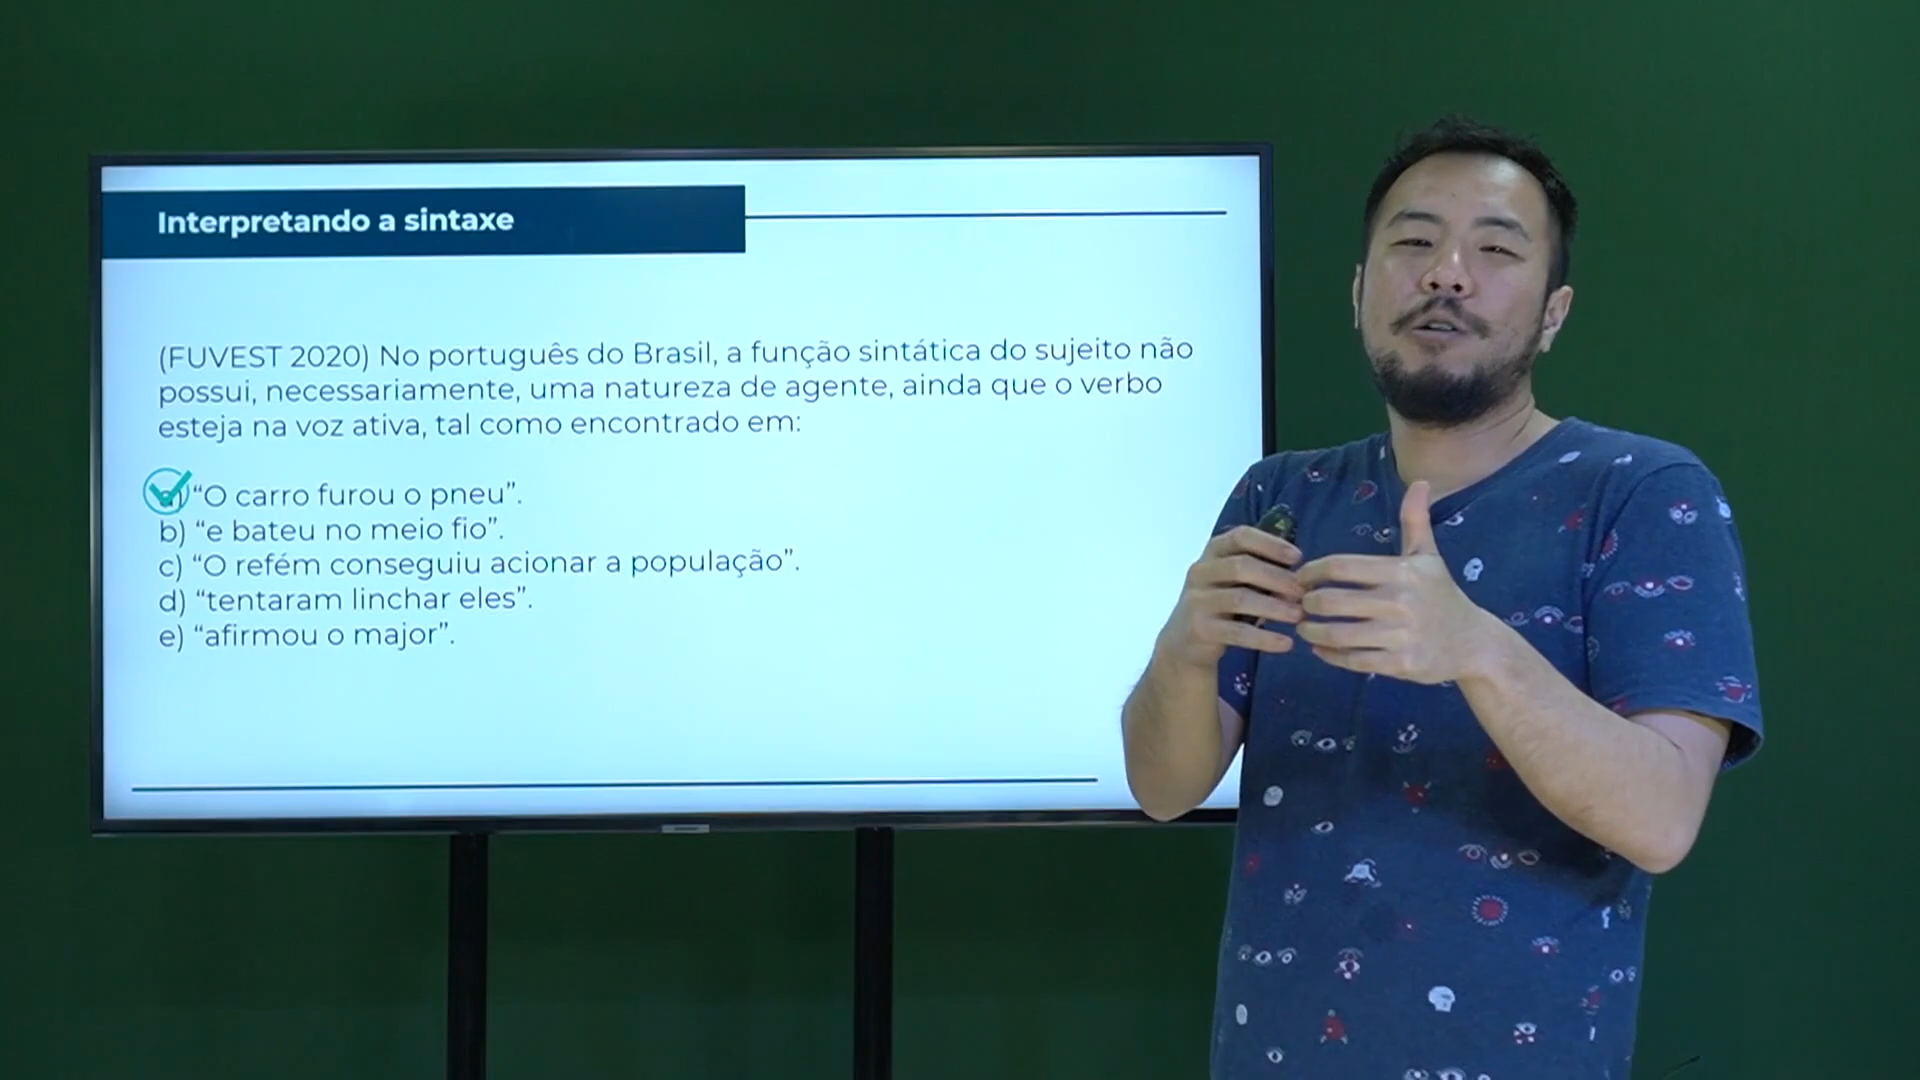 Interpretando a sintaxe
(FUVEST 2020) No português do Brasil, a função sintática do sujeito não
possui, necessariamente, uma natureza de agente, ainda que o verbo
esteja na voz ativa, tal como encontrado em:
a) “O carro furou o pneu”.
b) “e bateu no meio fio”.
c) “O refém conseguiu acionar a população”.
d) “tentaram linchar eles”.
e) “afirmou o major”.